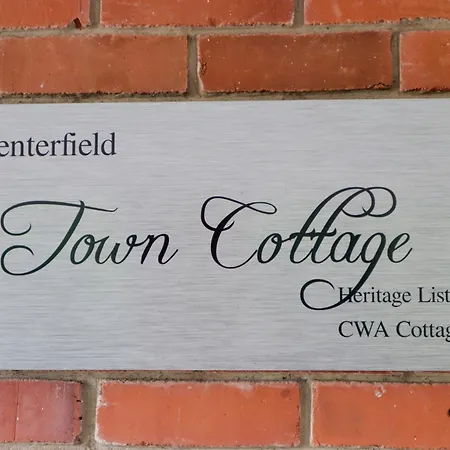 enterfield
Town Cottage
Heritage List
CWA Cottag